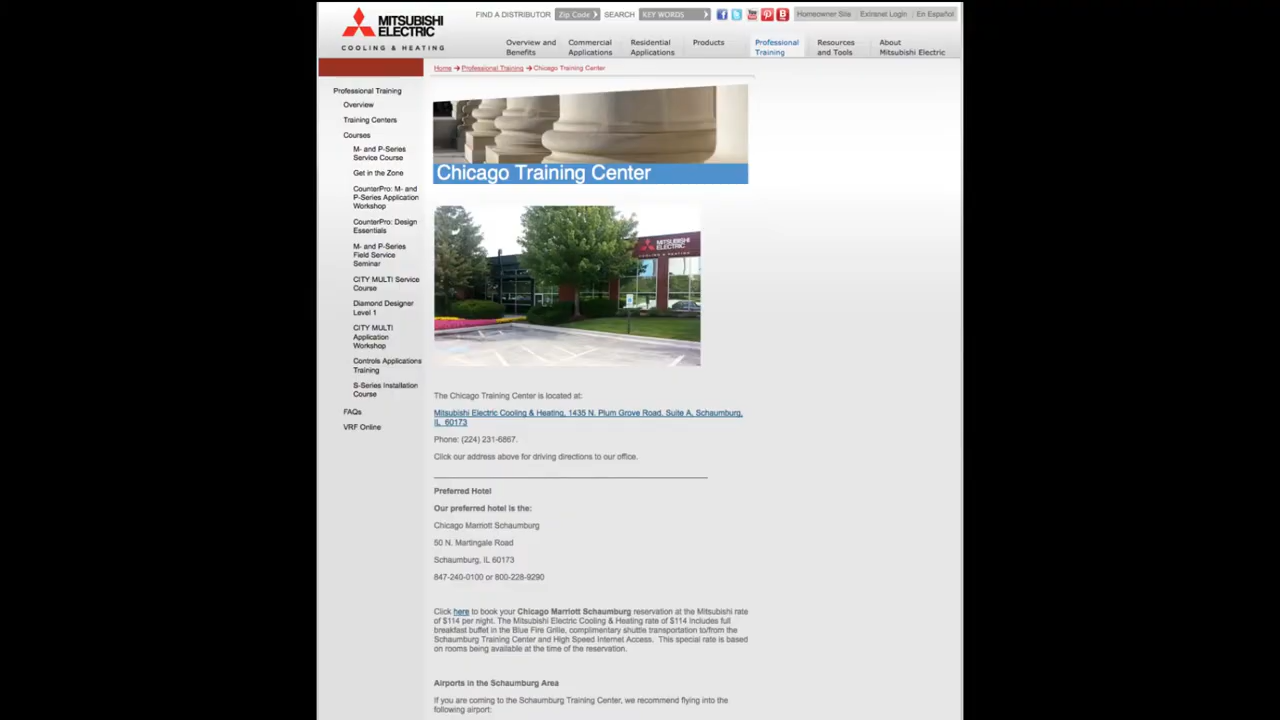 MITSUBISHI
ELECTRIC
COOLING & HEATING
FIND A DISTRIBUTOR Zip Code SEARCH KEY WORDS Homeowner Site Extranet Login En Español
Overview and
Benefits
Commercial
Applications
Residential
Applications
Products
Professional
Training
Resources
and Tools
About
Mitsubishi Electric
Home Professional Training Chicago Training Center
Professional Training
Overview
Training Centers
Courses
M- and P-Series
Service Course
Get in the Zone
CounterPro: M- and
P-Series Application
Workshop
CounterPro: Design
Essentials
M- and P-Series
Field Service
Seminar
CITY MULTI Service
Course
Diamond Designer
Level 1
CITY MULTI
Application
Workshop
Controls Applications
Training
S-Series Installation
Course
FAQs
VRF Online
Chicago Training Center
MITSUBISHI
ELECTRIC
COOLING & HEATING
The Chicago Training Center is located at:
Mitsubishi Electric Cooling & Heating, 1435 N. Plum Grove Road, Suite A, Schaumburg,
IL 60173
Phone: (224) 231-6867.
Click our address above for driving directions to our office.
Preferred Hotel
Our preferred hotel is the:
Chicago Marriott Schaumburg
50 N. Martingale Road
Schaumburg, IL 60173
847-240-0100 or 800-228-9290
Click here to book your Chicago Marriott Schaumburg reservation at the Mitsubishi rate
of $114 per night. The Mitsubishi Electric Cooling & Heating rate of $114 includes full
breakfast buffet in the Blue Fire Grille, complimentary shuttle transportation to/from the
Schaumburg Training Center and High Speed Internet Access. This special rate is based
on rooms being available at the time of the reservation.
Airports in the Schaumburg Area
If you are coming to the Schaumburg Training Center, we recommend flying into the
following airport: